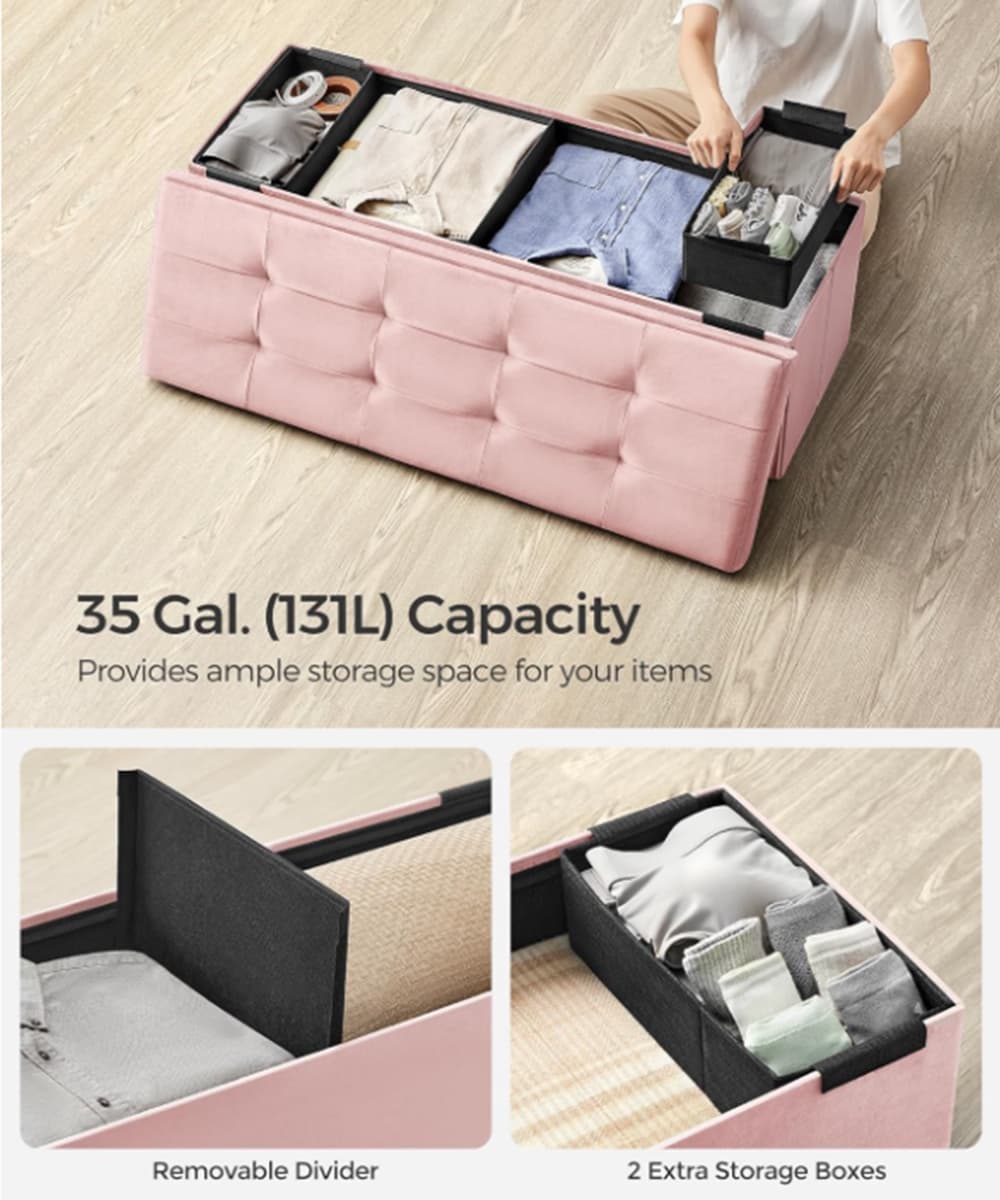 35 Gal. (131L) Capacity
Provides ample storage space for your items
Removable Divider
2 Extra Storage Boxes